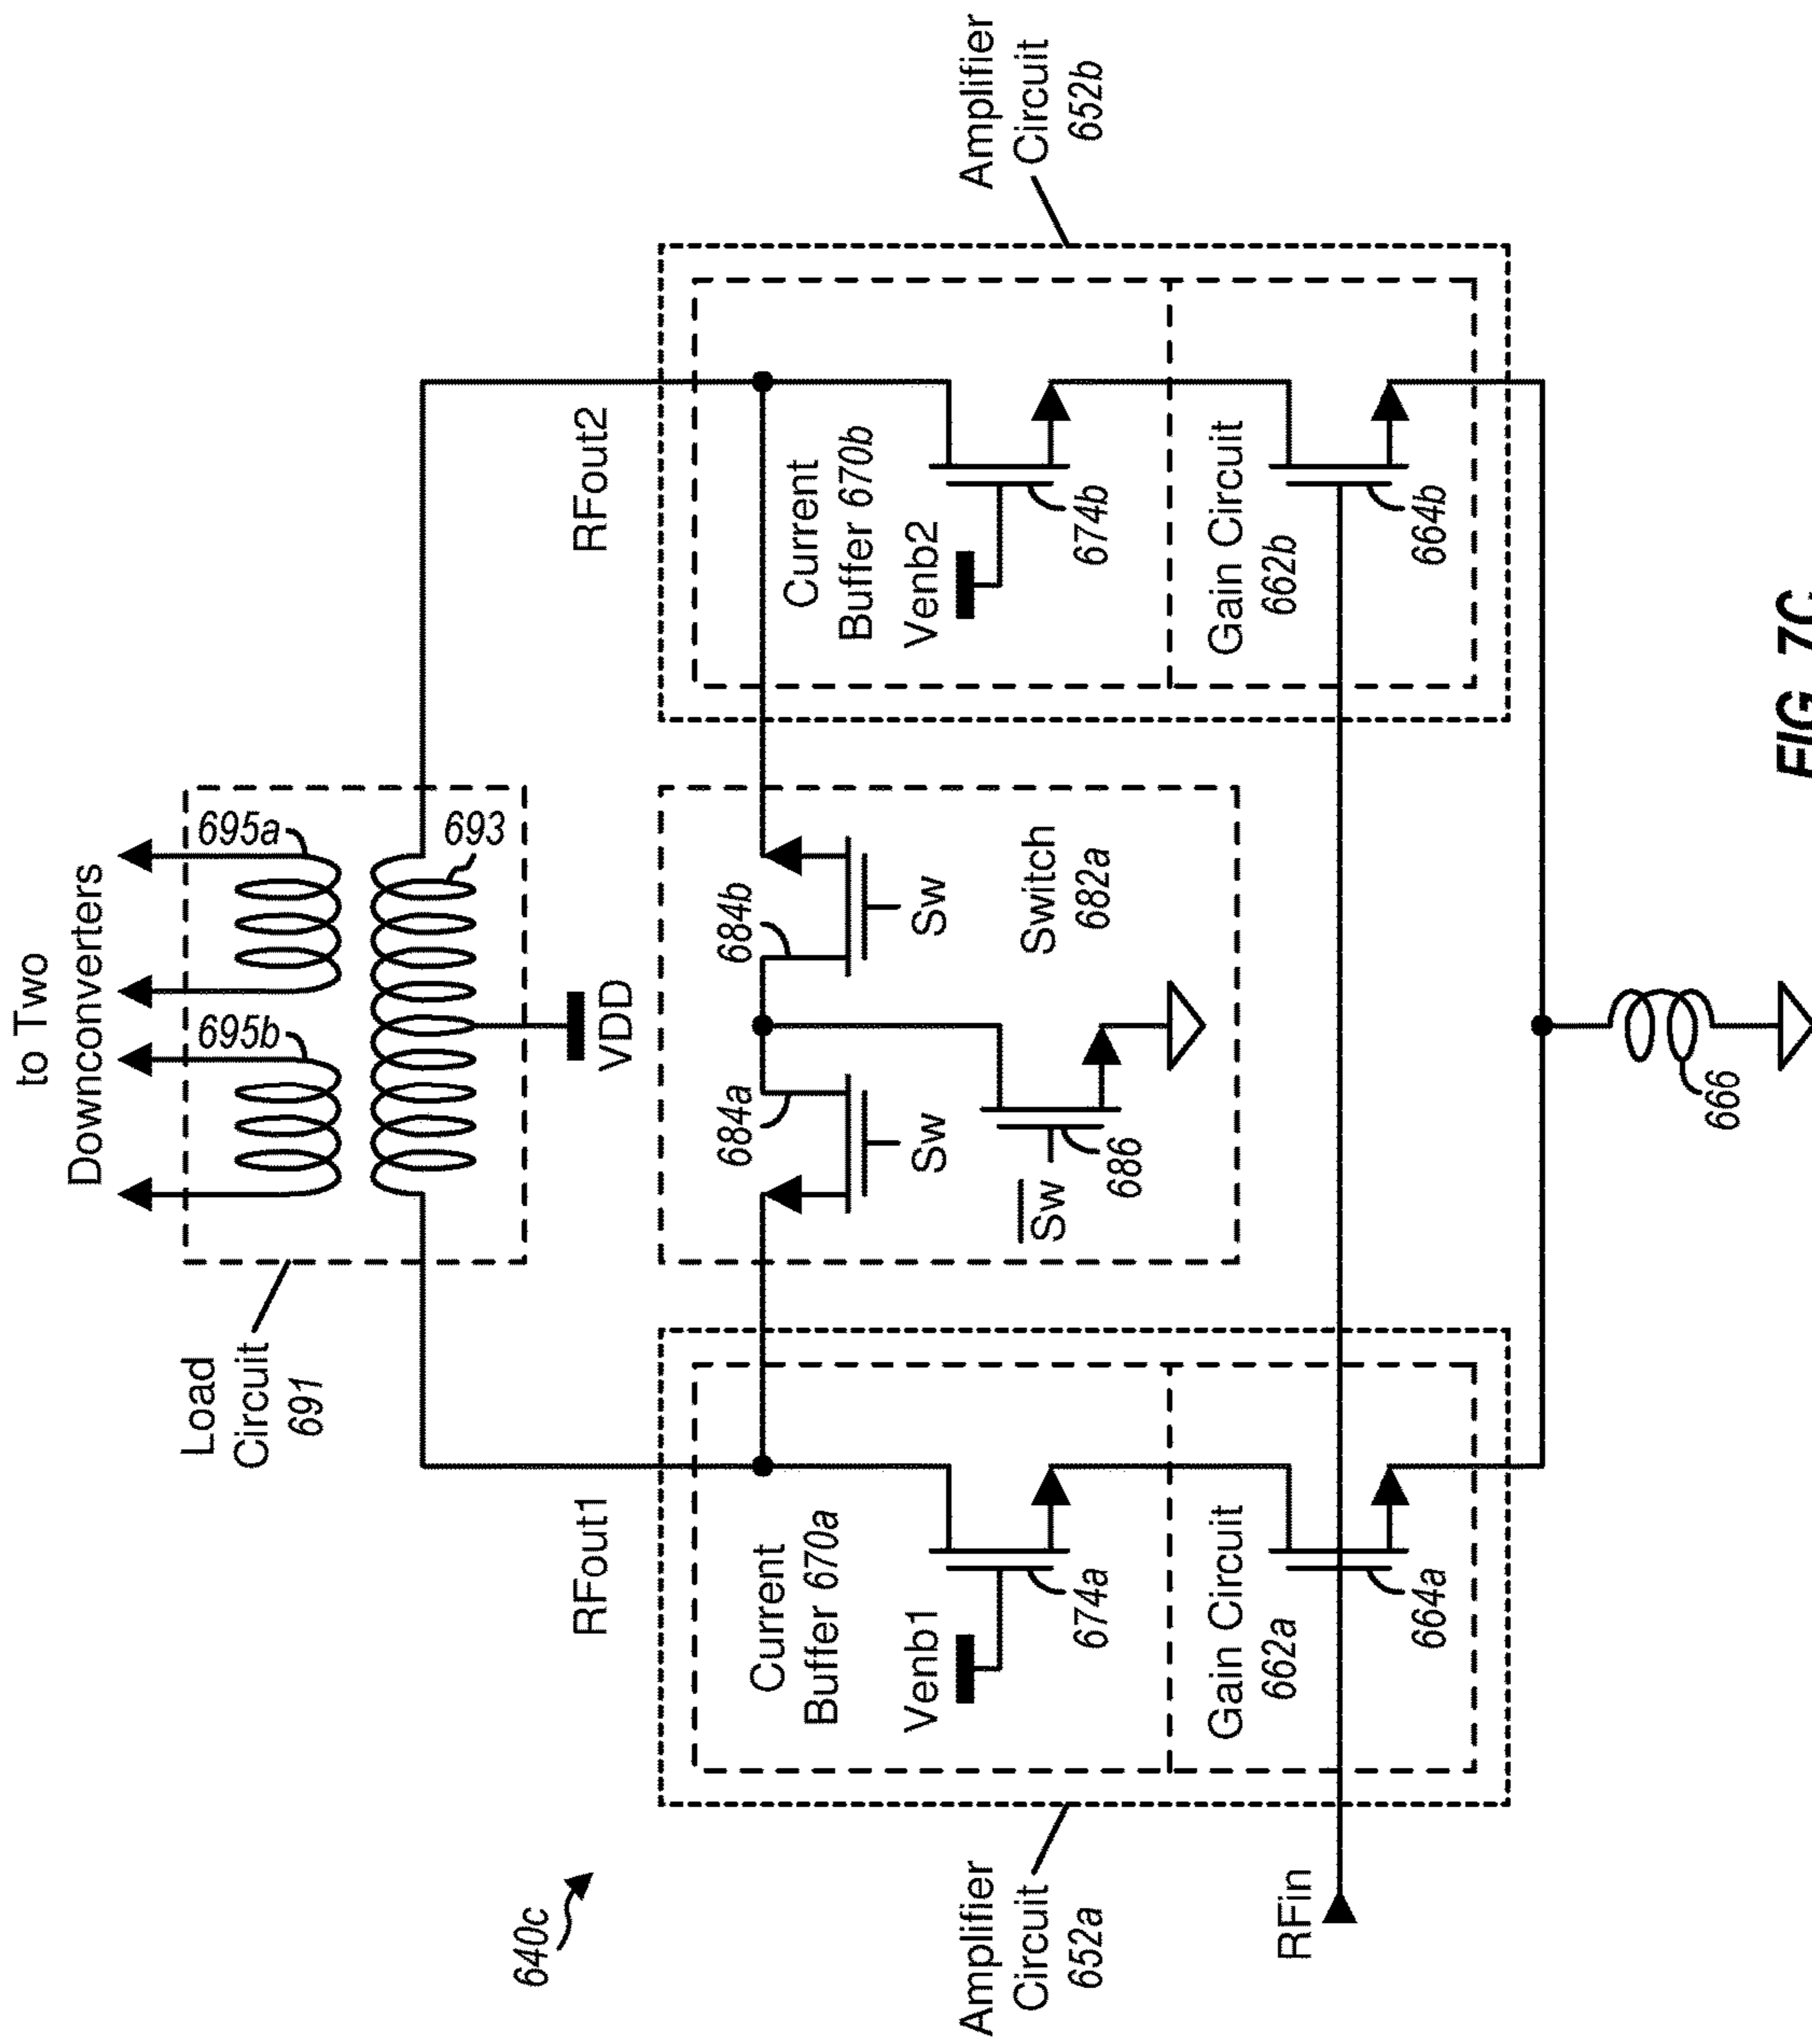 to Two
Downconverters
695b
695a
693
VDD
Load
Circuit
691
640c
RFout1
RFout2
Amplifier
Circuit
652a
Current
Buffer 670a
Venb1
674a
Gain Circuit
662a
664a
RFin
684a
684b
Sw
Sw
Sw
686
Switch
682a
Current
Buffer 670b
Venb2
674b
Gain Circuit
662b
664b
Amplifier
Circuit
652b
666
FIG. 7C